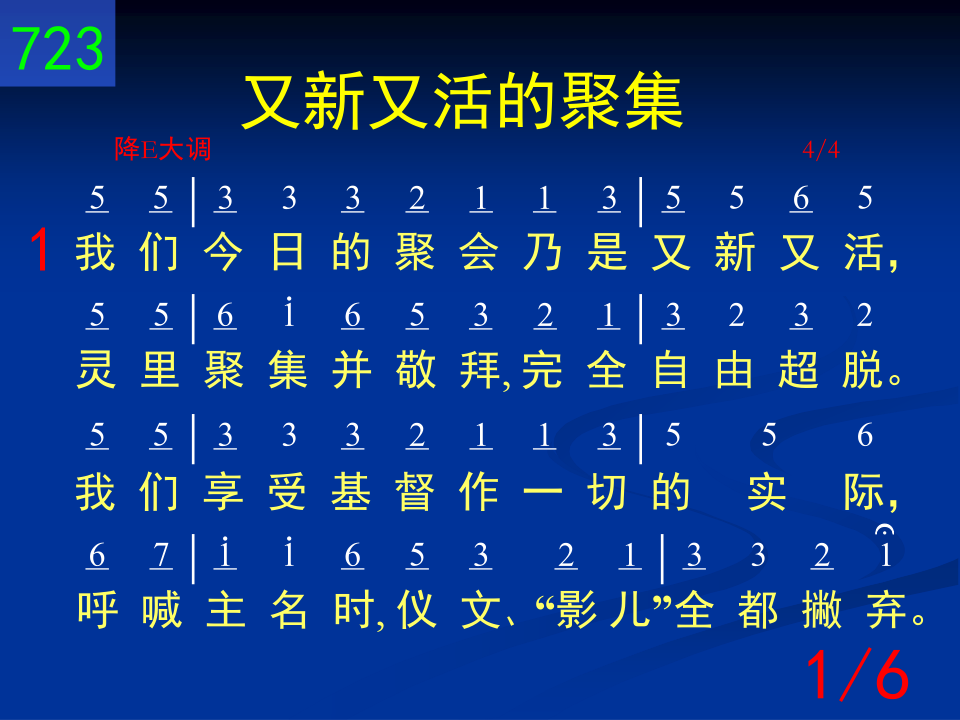 723
又新又活的聚集
降E大调 4/4
5 5 | 3 3 3 2 1 1 3 | 5 5 6 5
1 我们今日的聚会乃是又新又活，
5 5 | 6 i 6 5 3 2 1 | 3 2 3 2
灵里聚集并敬拜, 完全自由超脱。
5 5 | 3 3 3 2 1 1 3 | 5 5 6
我们享受基督作一切的实际，
6 7 | i i 6 5 3 2 1 | 3 3 2 i
呼喊主名时, 仪文、“影儿”全都撇弃。
1/6